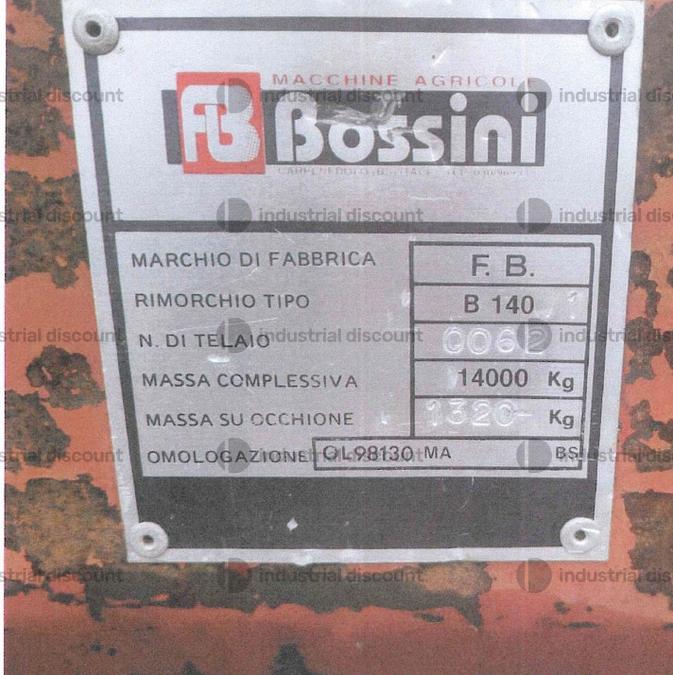 MACCHINE AGRICOLE
FB Bossini
MARCHIO DI FABBRICA F. B.
RIMORCHIO TIPO B 140
N. DI TELAIO 0062
MASSA COMPLESSIVA 14000 Kg
MASSA SU OCCHIONE 1320 Kg
OMOLOGAZIONE OL98130 MA BS
industrial discount